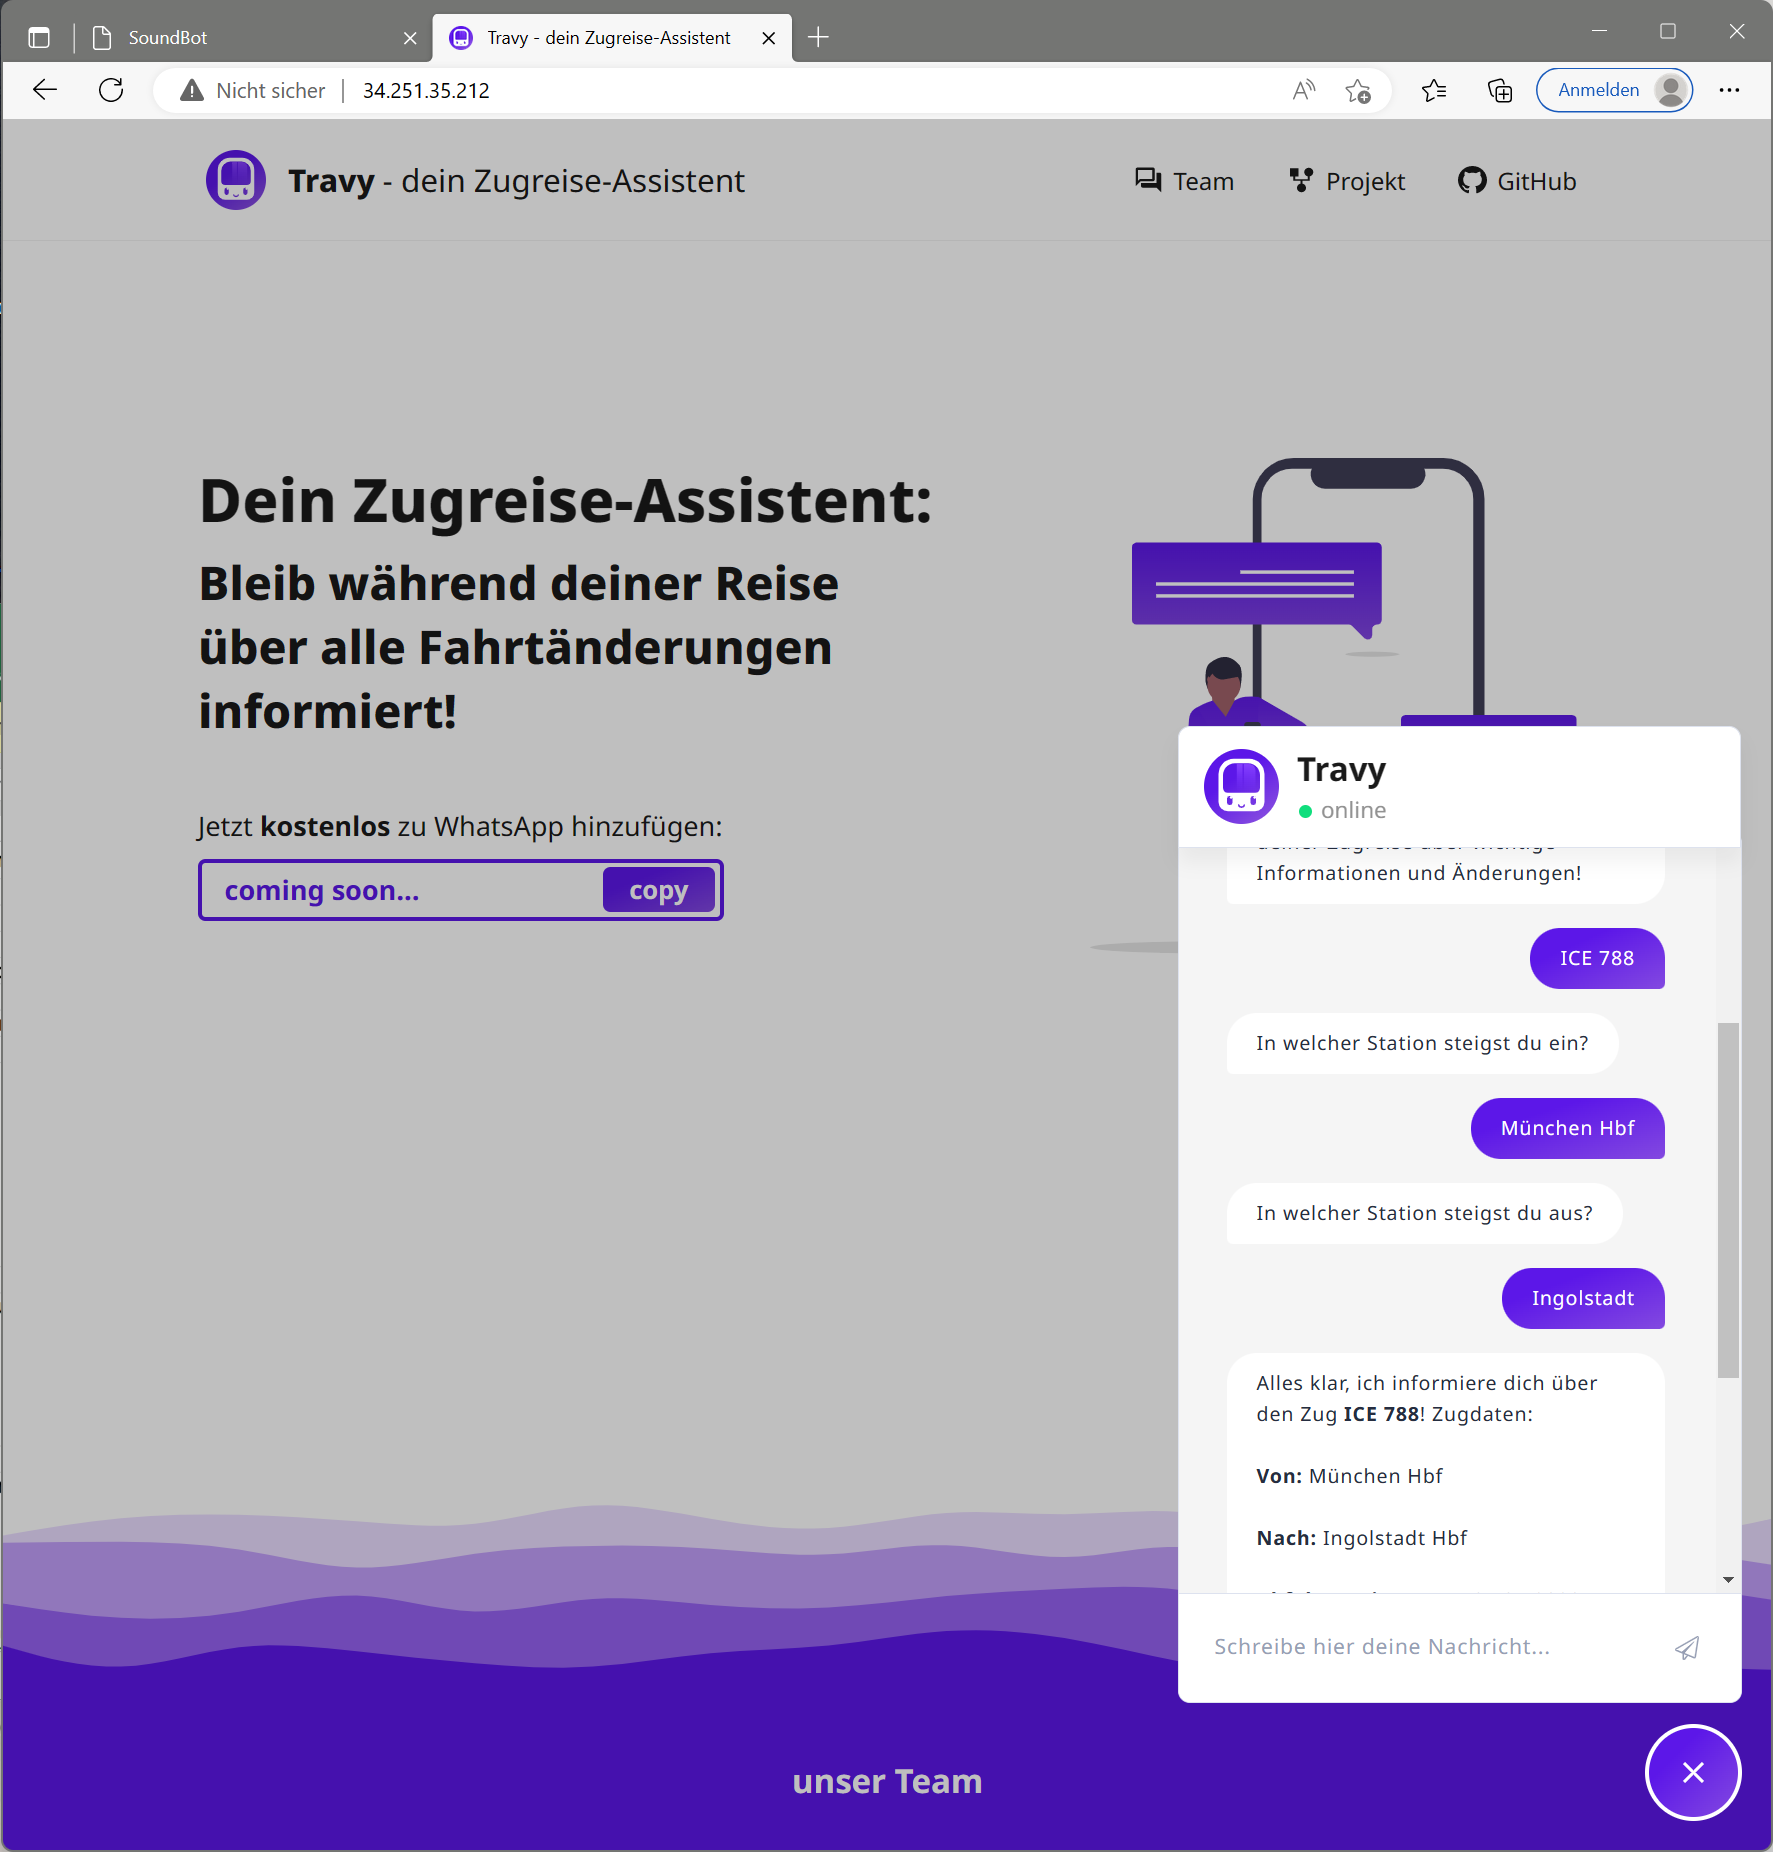 SoundBot
Travy - dein Zugreise-Assistent
Nicht sicher
34.251.35.212
Anmelden
Travy - dein Zugreise-Assistent
Team
Projekt
GitHub
Dein Zugreise-Assistent:
Bleib während deiner Reise
über alle Fahrtänderungen
informiert!
Jetzt kostenlos zu WhatsApp hinzufügen:
coming soon...
copy
Travy
online
deiner Zugreise über wichtige
Informationen und Änderungen!
ICE 788
In welcher Station steigst du ein?
München Hbf
In welcher Station steigst du aus?
Ingolstadt
Alles klar, ich informiere dich über
den Zug ICE 788! Zugdaten:
Von: München Hbf
Nach: Ingolstadt Hbf
Schreibe hier deine Nachricht...
unser Team